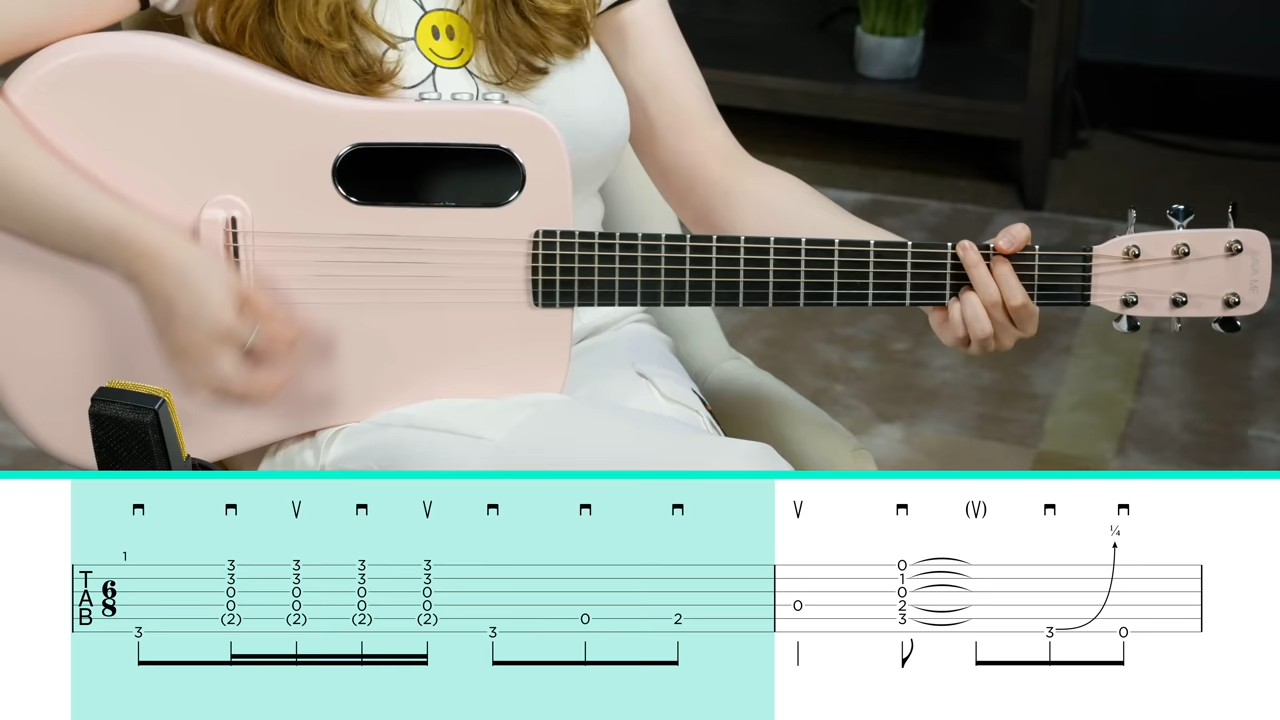 (V)
¼
1
3 3 3 3 0
T 3 3 3 3 1
6 0 0 0 0 0
A 8 0 0 0 0 0 2
B (2) (2) (2) (2) 0 2 3
3 3 3 0